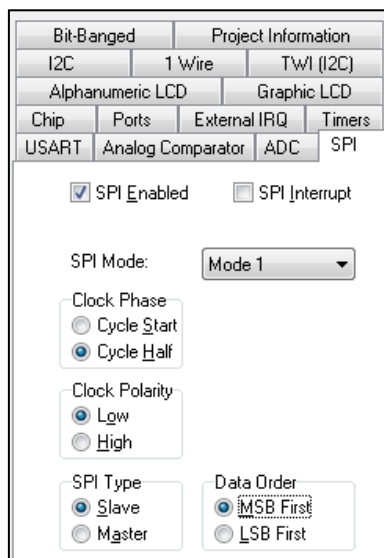 Bit-Banged Project Information
I2C 1 Wire TWI (I2C)
Alphanumeric LCD Graphic LCD
Chip Ports External IRQ Timers
USART Analog Comparator ADC SPI
SPI Enabled SPI Interrupt
SPI Mode: Mode 1
Clock Phase
Cycle Start
Cycle Half
Clock Polarity
Low
High
SPI Type Data Order
Slave MSB First
Master LSB First